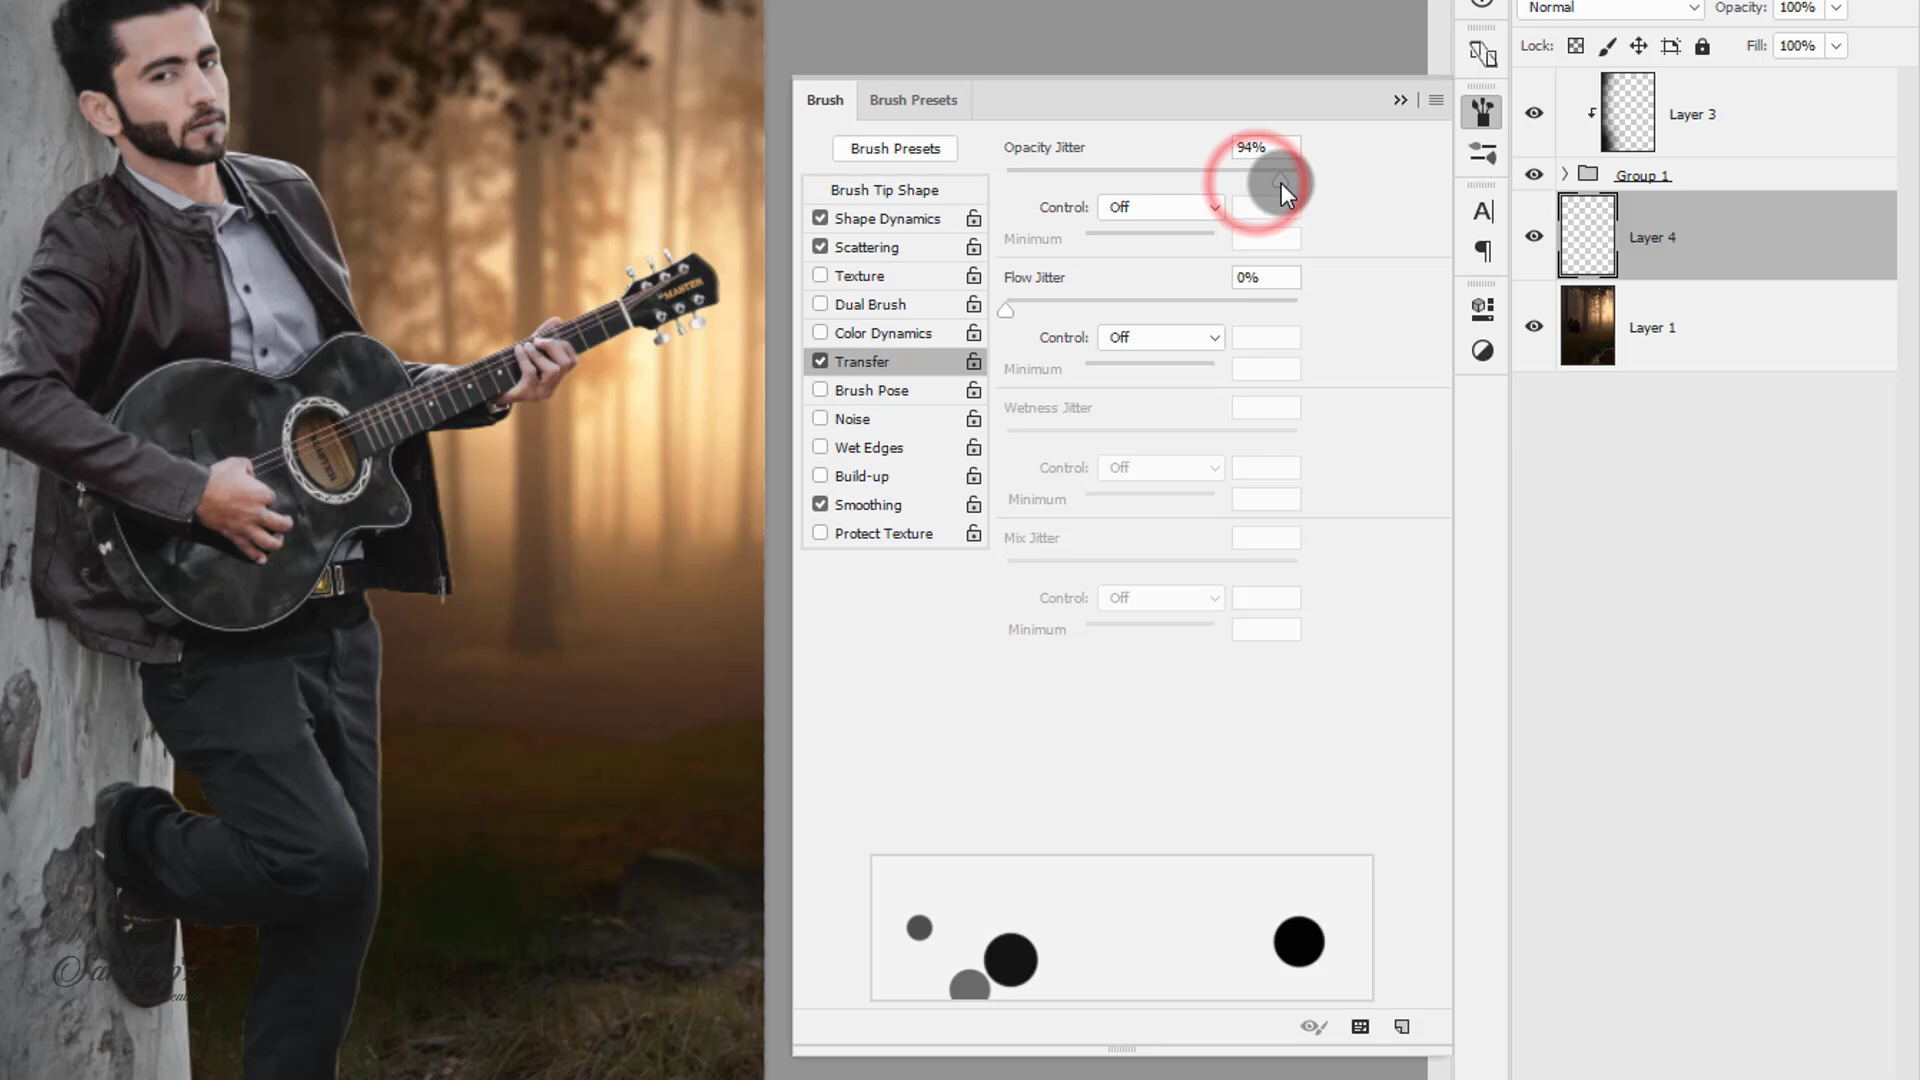 Normal
Opacity:
100%
Lock:
Fill:
100%
Brush
Brush Presets
Brush Presets
Brush Tip Shape
Shape Dynamics
Scattering
Texture
Dual Brush
Color Dynamics
Transfer
Brush Pose
Noise
Wet Edges
Build-up
Smoothing
Protect Texture
Opacity Jitter
94%
Control:
Off
Minimum
Flow Jitter
0%
Control:
Off
Minimum
Wetness Jitter
Control:
Off
Minimum
Mix Jitter
Control:
Off
Minimum
Layer 3
Group 1
Layer 4
Layer 1
MASTER
MASTER